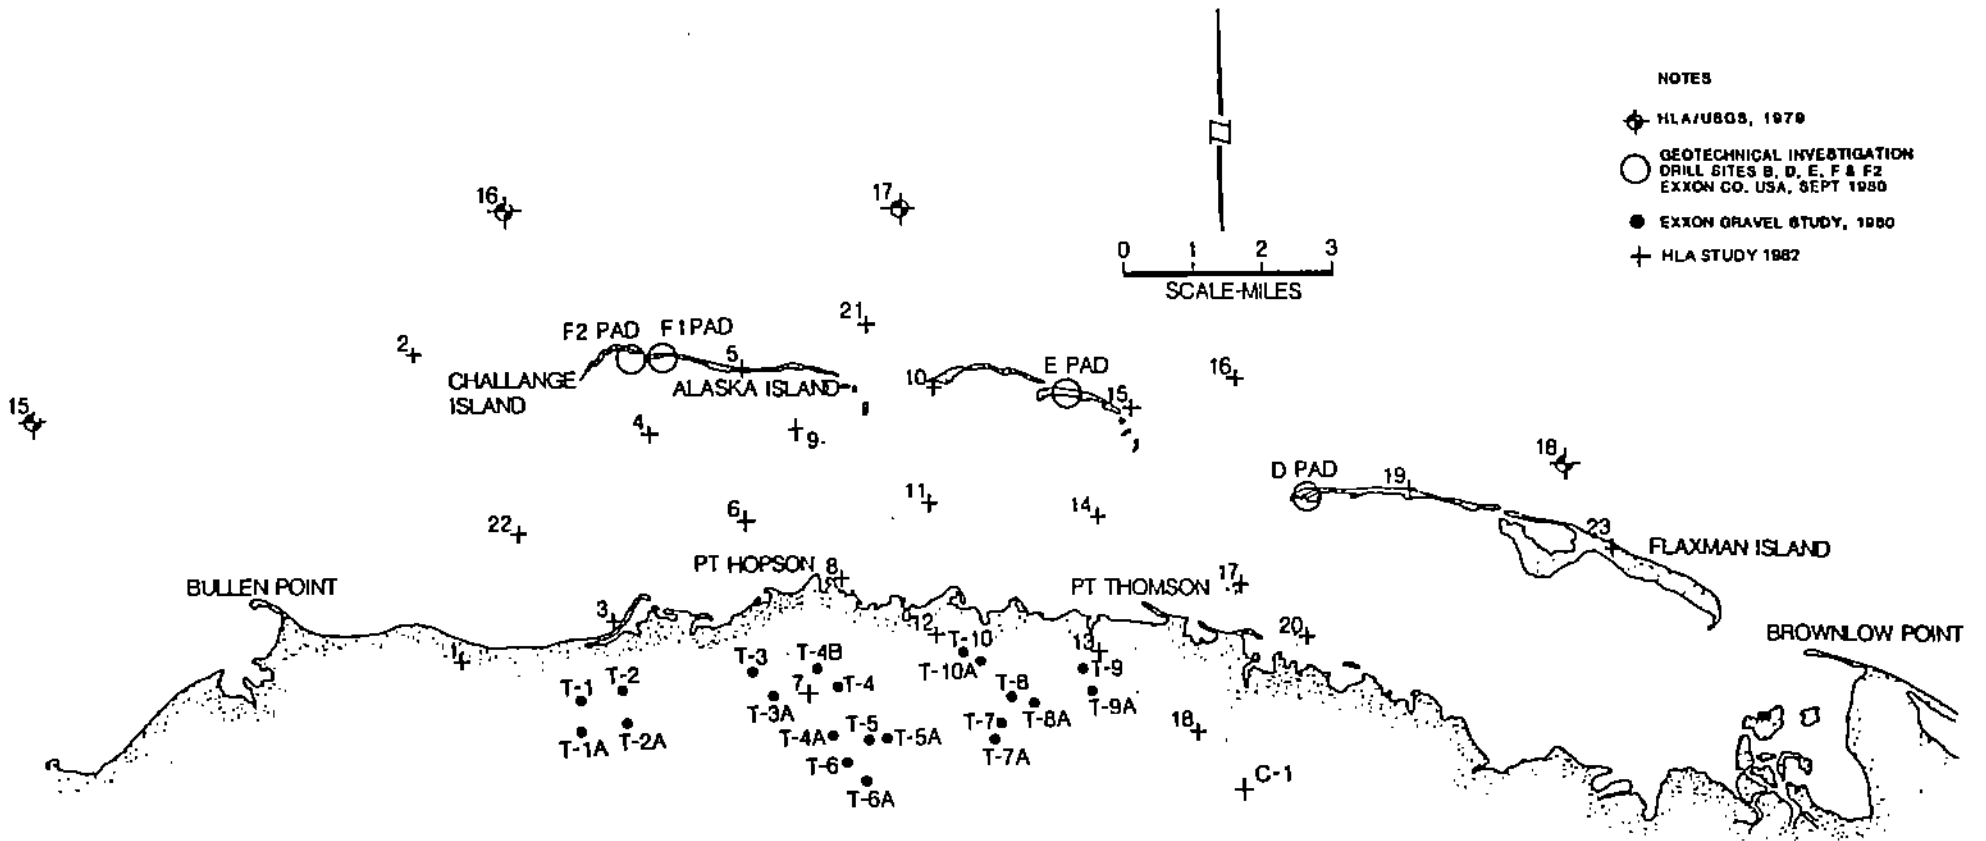 NOTES
HLA/USGS, 1979
GEOTECHNICAL INVESTIGATION
DRILL SITES B, D, E, F & F2
EXXON CO. USA, SEPT 1980
EXXON GRAVEL STUDY, 1980
HLA STUDY 1982
16
17
0 1 2 3
SCALE-MILES
21
F2 PAD
F1 PAD
2
5
CHALLANGE
ISLAND
ALASKA ISLAND
10
E PAD
15
16
15
4
9
18
D PAD
19
11
14
6
22
23
FLAXMAN ISLAND
PT HOPSON
8
BULLEN POINT
PT THOMSON
17
3
12
20
BROWNLOW POINT
1
13
T-10
T-10A
T-3
T-4B
T-9
T-1
T-2
7
T-4
T-8
T-3A
T-8A
T-9A
T-1A
T-2A
T-4A
T-5
T-5A
T-7
18
T-7A
T-6
T-6A
C-1